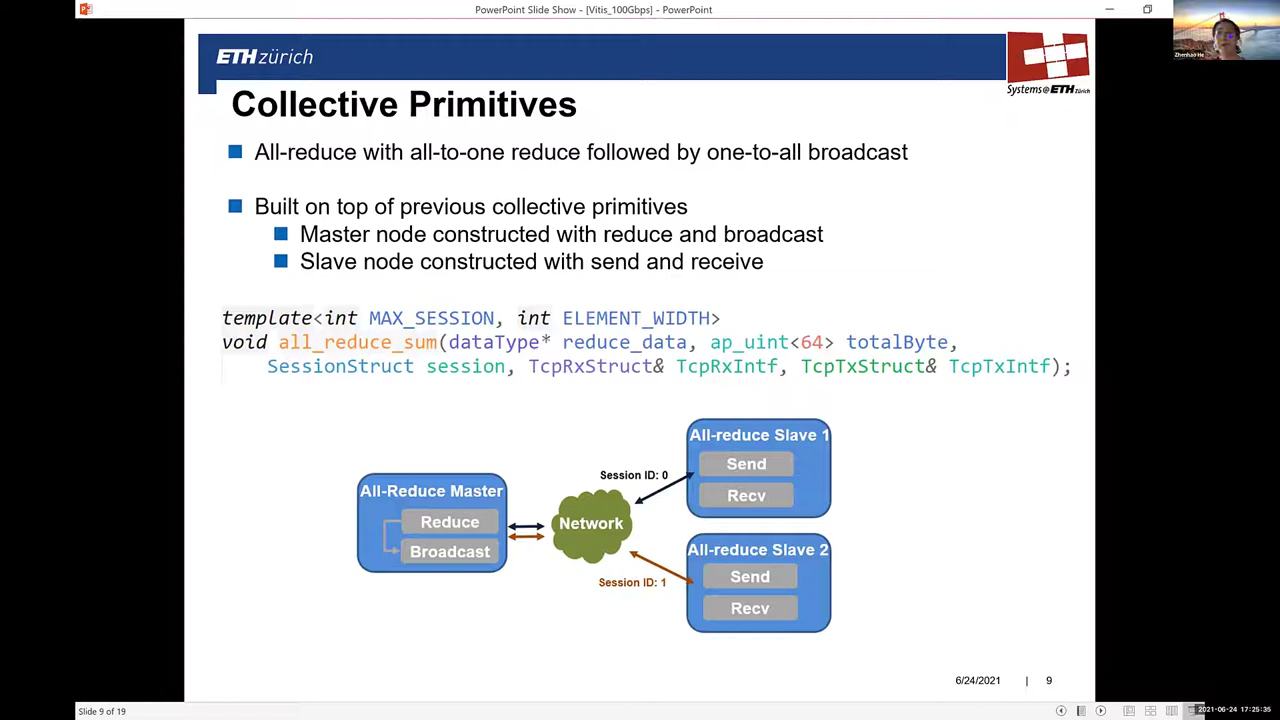 PowerPoint Slide Show - [Vitis_100Gbps] - PowerPoint
Zhenhao He
ETH zürich
Systems@ETH Zürich
Collective Primitives
All-reduce with all-to-one reduce followed by one-to-all broadcast
Built on top of previous collective primitives
Master node constructed with reduce and broadcast
Slave node constructed with send and receive
template<int MAX_SESSION, int ELEMENT_WIDTH>
void all_reduce_sum(dataType* reduce_data, ap_uint<64> totalByte,
SessionStruct session, TcpRxStruct& TcpRxIntf, TcpTxStruct& TcpTxIntf);
All-reduce Slave 1
Session ID: 0
Send
Recv
All-Reduce Master
Reduce
Broadcast
Network
All-reduce Slave 2
Session ID: 1
Send
Recv
6/24/2021 | 9
Slide 9 of 19
2021-06-24 17:25:35